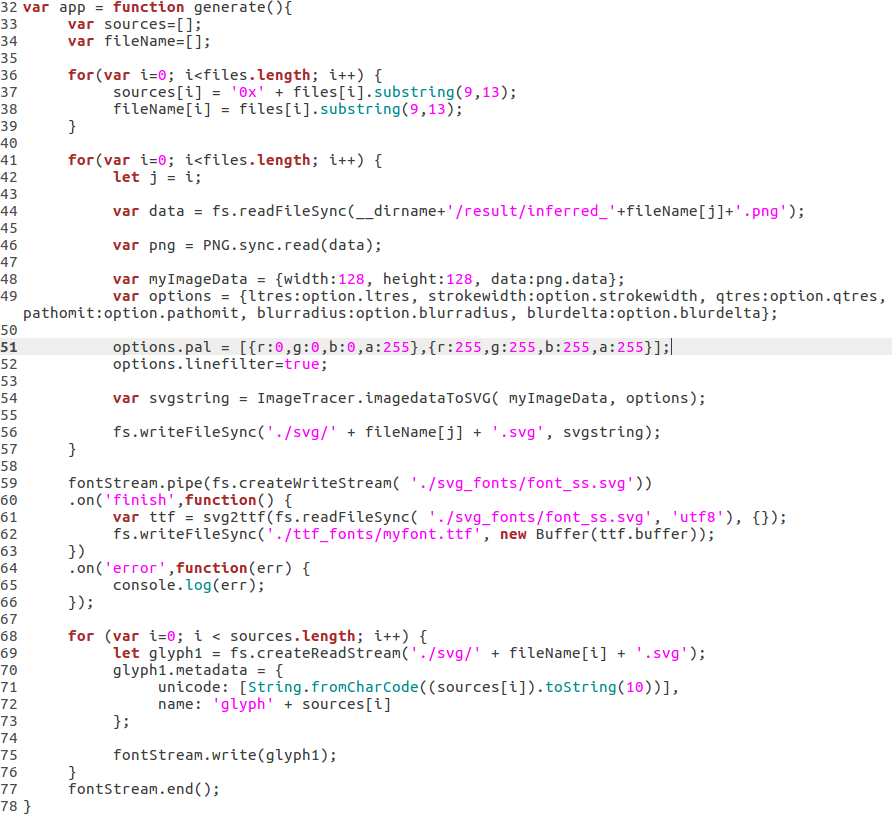 32 var app = function generate(){
33     var sources=[];
34     var fileName=[];
35
36     for(var i=0; i<files.length; i++) {
37          sources[i] = '0x' + files[i].substring(9,13);
38          fileName[i] = files[i].substring(9,13);
39     }
40
41     for(var i=0; i<files.length; i++) {
42          let j = i;
43
44          var data = fs.readFileSync(__dirname+'/result/inferred_'+fileName[j]+'.png');
45
46          var png = PNG.sync.read(data);
47
48          var myImageData = {width:128, height:128, data:png.data};
49          var options = {ltres:option.ltres, strokewidth:option.strokewidth, qtres:option.qtres,
pathomit:option.pathomit, blurradius:option.blurradius, blurdelta:option.blurdelta};
50
51          options.pal = [{r:0,g:0,b:0,a:255},{r:255,g:255,b:255,a:255}];
52          options.linefilter=true;
53
54          var svgstring = ImageTracer.imagedataToSVG( myImageData, options);
55
56          fs.writeFileSync('./svg/' + fileName[j] + '.svg', svgstring);
57     }
58
59     fontStream.pipe(fs.createWriteStream( './svg_fonts/font_ss.svg'))
60     .on('finish',function() {
61          var ttf = svg2ttf(fs.readFileSync( './svg_fonts/font_ss.svg', 'utf8'), {});
62          fs.writeFileSync('./ttf_fonts/myfont.ttf', new Buffer(ttf.buffer));
63     })
64     .on('error',function(err) {
65          console.log(err);
66     });
67
68     for (var i=0; i < sources.length; i++) {
69          let glyph1 = fs.createReadStream('./svg/' + fileName[i] + '.svg');
70          glyph1.metadata = {
71               unicode: [String.fromCharCode((sources[i]).toString(10))],
72               name: 'glyph' + sources[i]
73          };
74
75          fontStream.write(glyph1);
76     }
77     fontStream.end();
78 }